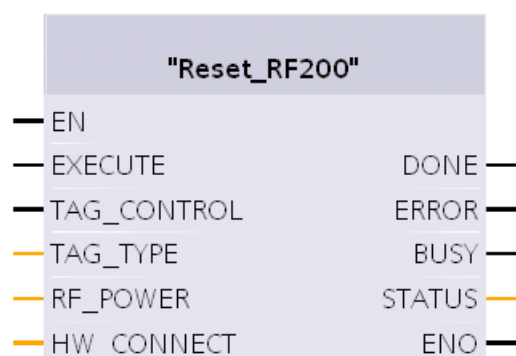 "Reset_RF200"
EN
EXECUTE DONE
TAG_CONTROL ERROR
TAG_TYPE BUSY
RF_POWER STATUS
HW_CONNECT ENO